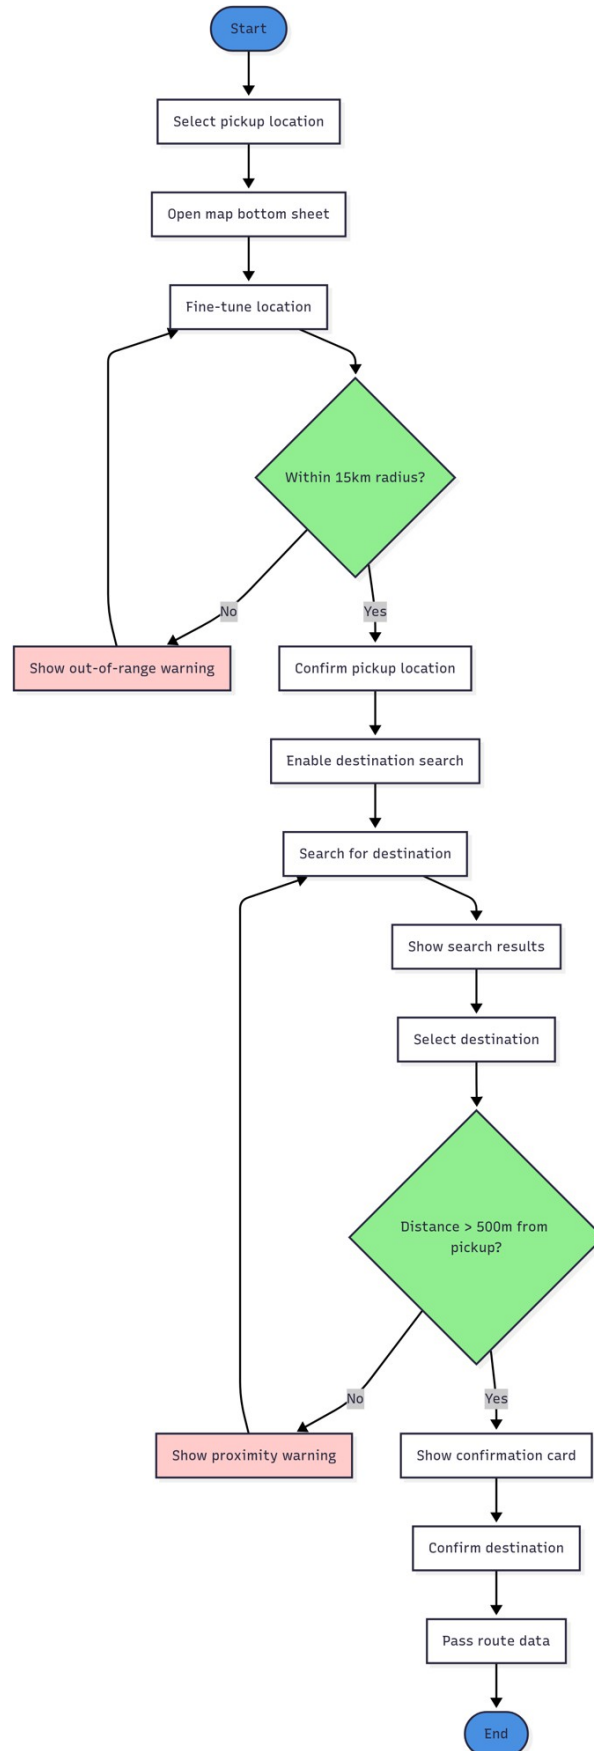 Start
Select pickup location
Open map bottom sheet
Fine-tune location
Within 15km radius?
No
Yes
Show out-of-range warning
Confirm pickup location
Enable destination search
Search for destination
Show search results
Select destination
Distance > 500m from
pickup?
No
Yes
Show proximity warning
Show confirmation card
Confirm destination
Pass route data
End